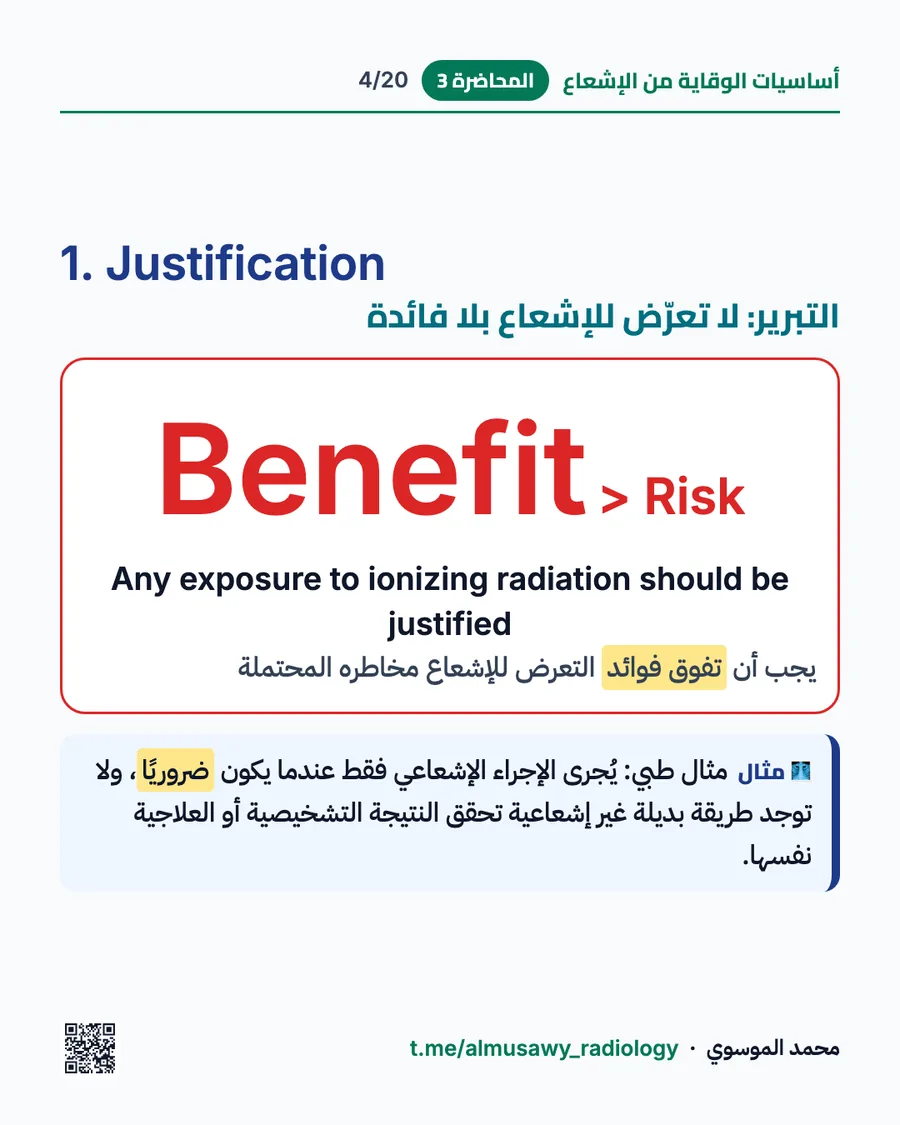 أساسيات الوقاية من الإشعاع المحاضرة 3 4/20
1. Justification
التبرير: لا تعرّض للإشعاع بلا فائدة
Benefit > Risk
Any exposure to ionizing radiation should be
justified
يجب أن تفوق فوائد التعرض للإشعاع مخاطره المحتملة
مثال مثال طبي: يُجرى الإجراء الإشعاعي فقط عندما يكون ضروريًا، ولا
توجد طريقة بديلة غير إشعاعية تحقق النتيجة التشخيصية أو العلاجية
نفسها.
محمد الموسوي · t.me/almusawy_radiology